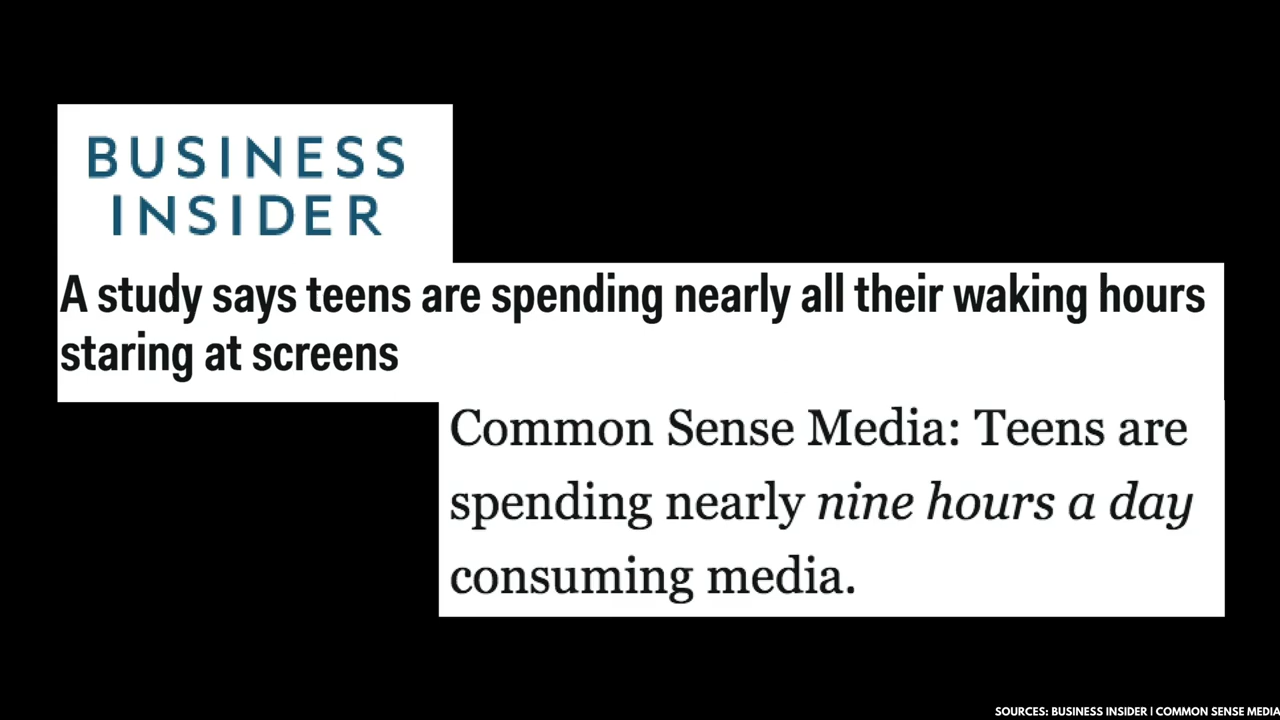 BUSINESS
INSIDER
A study says teens are spending nearly all their waking hours
staring at screens
Common Sense Media: Teens are
spending nearly nine hours a day
consuming media.
SOURCES: BUSINESS INSIDER | COMMON SENSE MEDIA